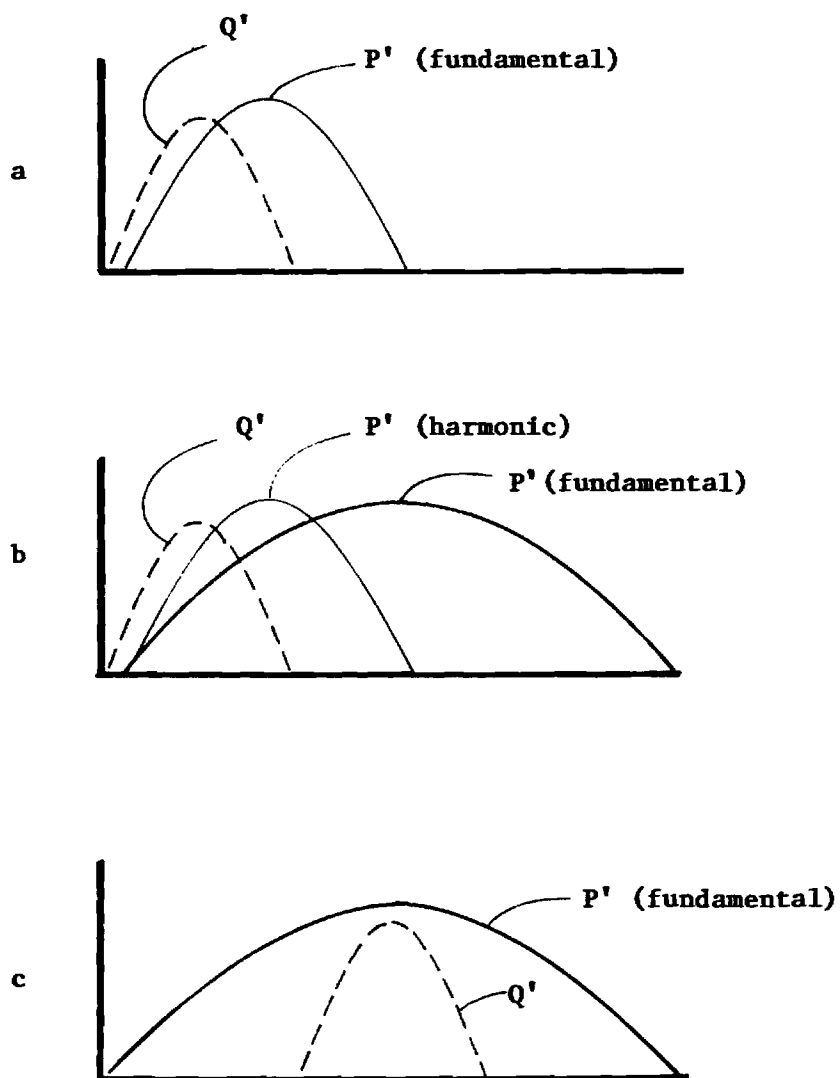 Q'
P' (fundamental)
a
Q'
P' (harmonic)
P' (fundamental)
b
P' (fundamental)
c
Q'